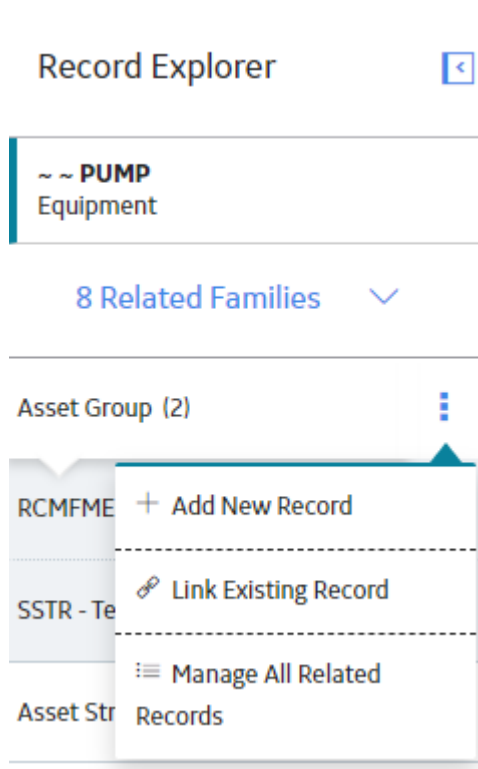 Record Explorer
~ ~ PUMP
Equipment
8 Related Families
Asset Group (2)
RCMFME
+ Add New Record
SSTR - Te
Link Existing Record
Asset Str
Manage All Related
Records